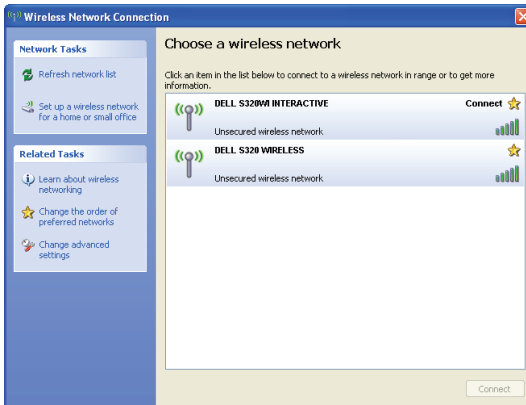 Wireless Network Connection
Network Tasks
Refresh network list
Set up a wireless network
for a home or small office
Related Tasks
Learn about wireless
networking
Change the order of
preferred networks
Change advanced
settings
Choose a wireless network
Click an item in the list below to connect to a wireless network in range or to get more
information.
DELL S320WI INTERACTIVE Connect
Unsecured wireless network
DELL S320 WIRELESS
Unsecured wireless network
Connect